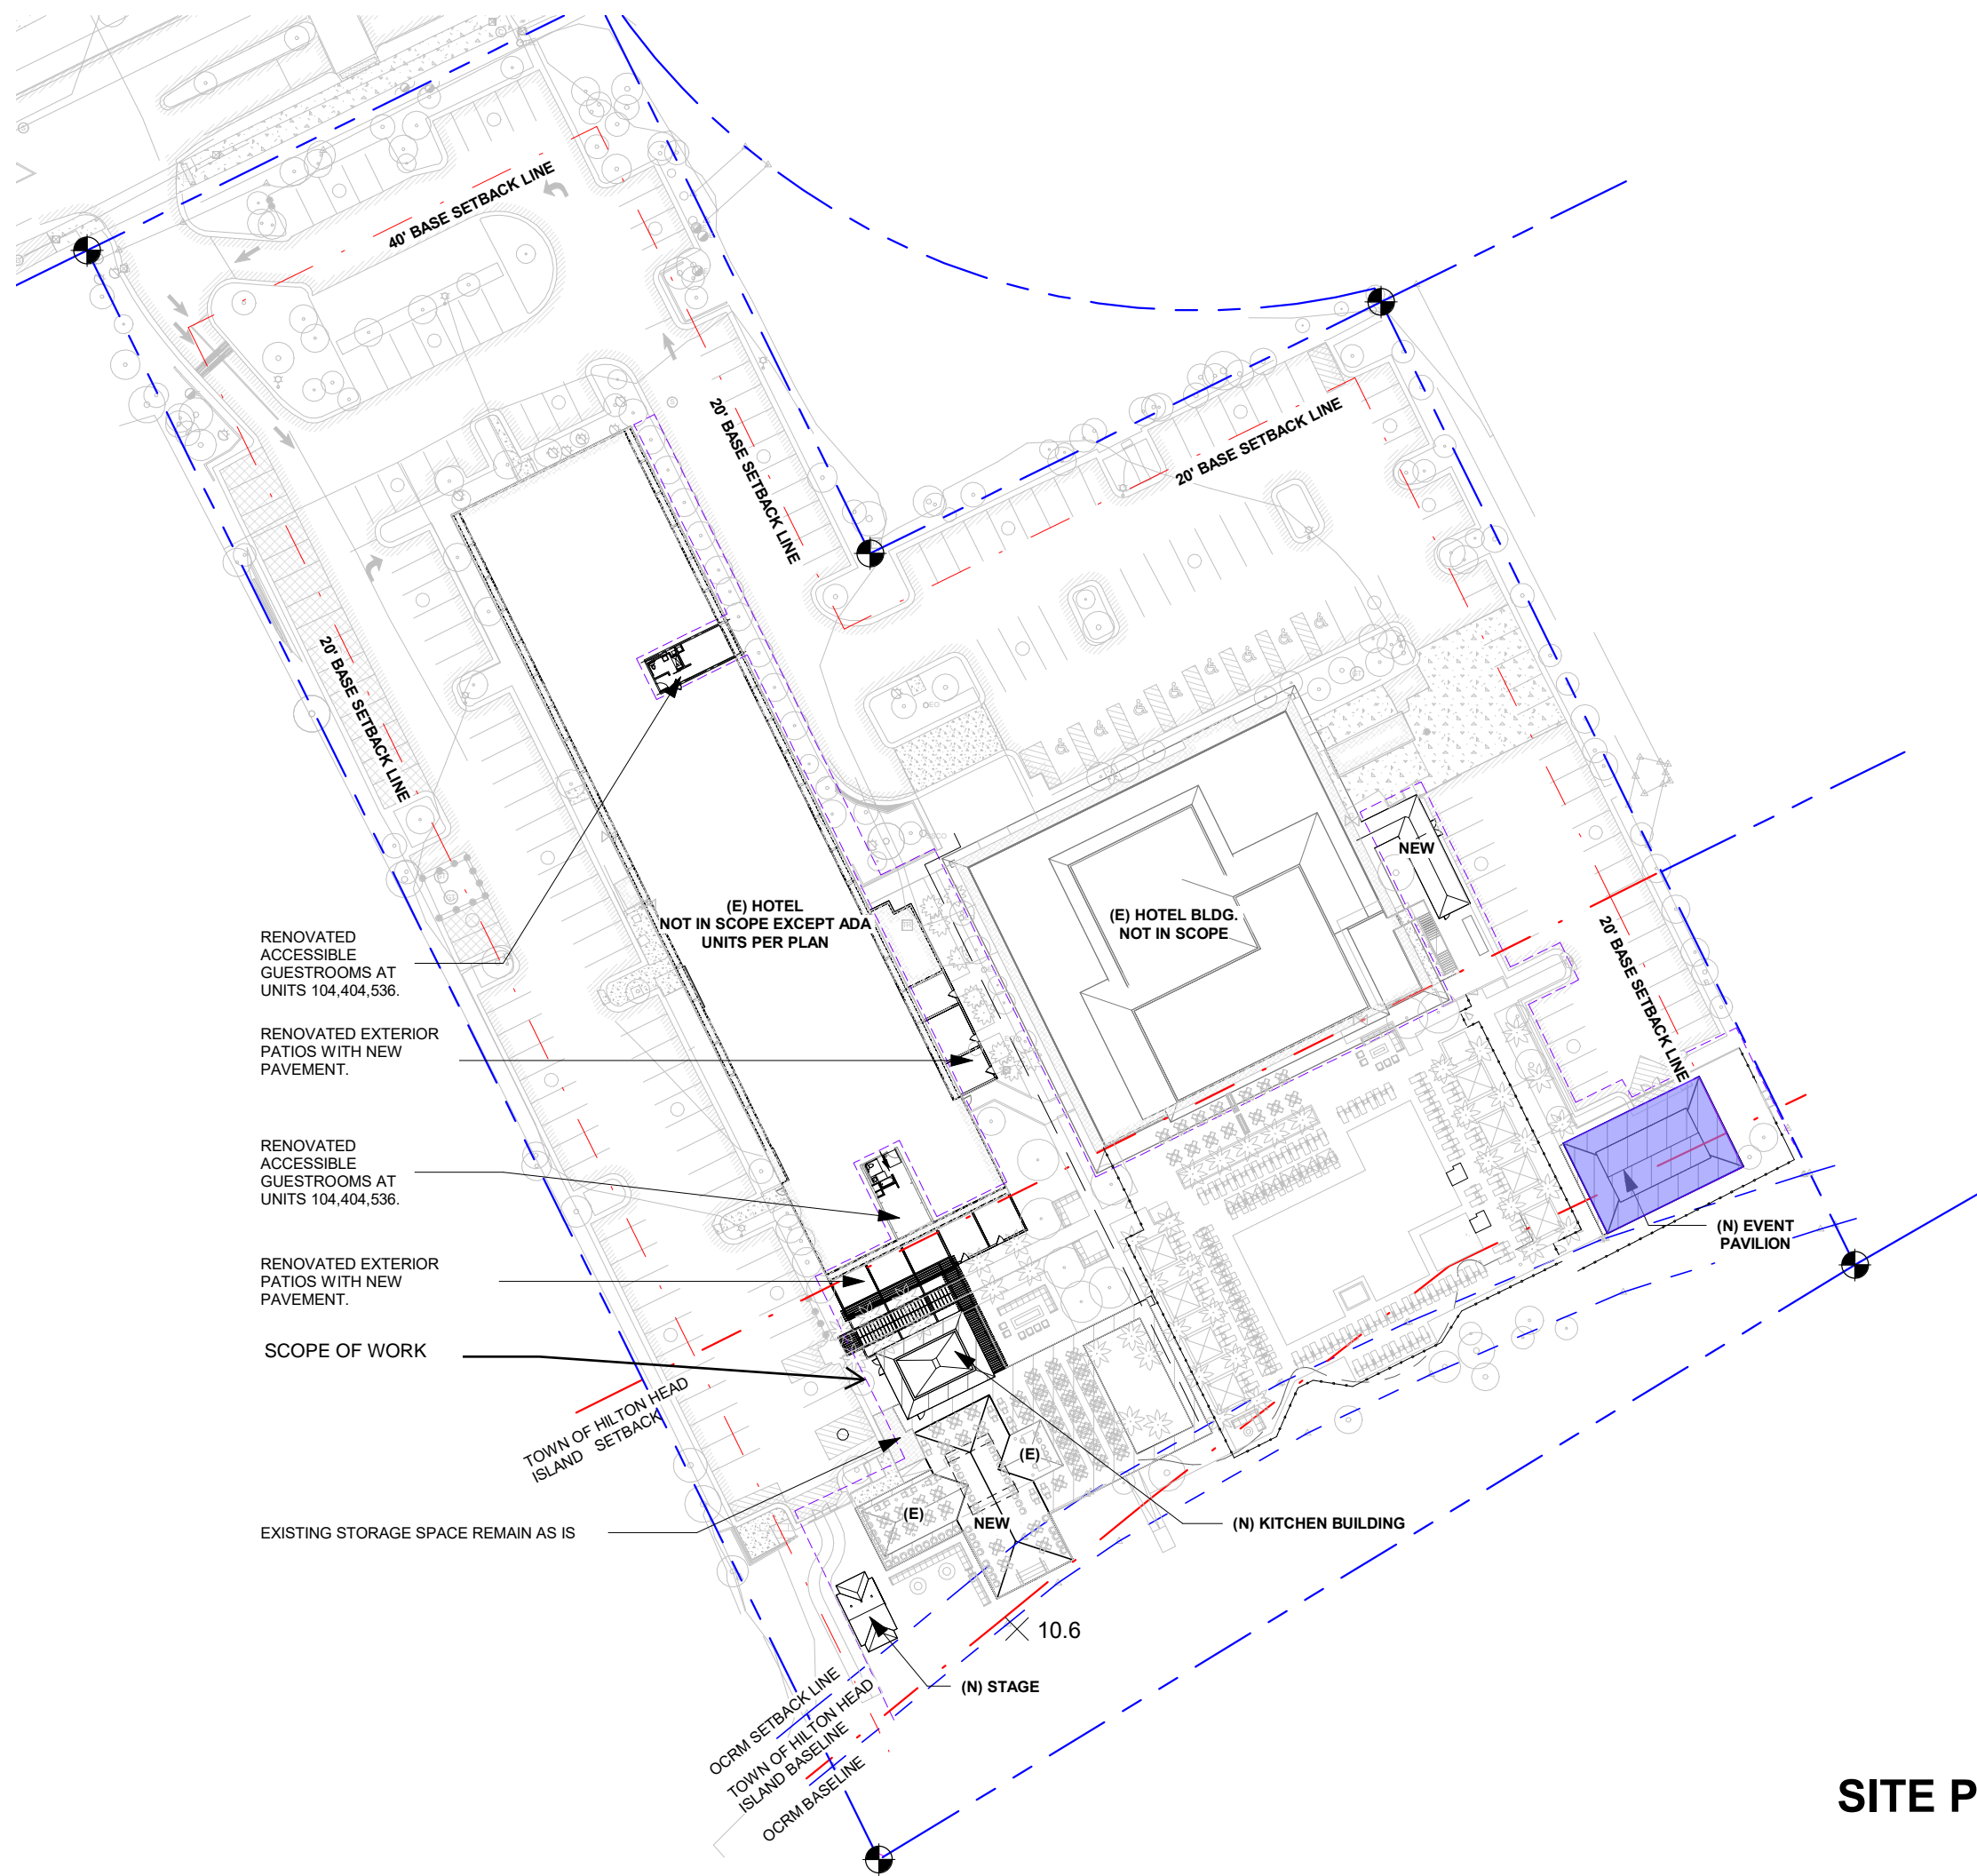 40' BASE SETBACK LINE
20' BASE SETBACK LINE
20' BASE SETBACK LINE
20' BASE SETBACK LINE
NEW
(E) HOTEL
NOT IN SCOPE EXCEPT ADA
UNITS PER PLAN
(E) HOTEL BLDG.
NOT IN SCOPE
20' BASE SETBACK LINE
RENOVATED
ACCESSIBLE
GUESTROOMS AT
UNITS 104,404,536.
RENOVATED EXTERIOR
PATIOS WITH NEW
PAVEMENT.
RENOVATED
ACCESSIBLE
GUESTROOMS AT
UNITS 104,404,536.
(N) EVENT
PAVILION
RENOVATED EXTERIOR
PATIOS WITH NEW
PAVEMENT.
SCOPE OF WORK
TOWN OF HILTON HEAD
ISLAND SETBACK
(E)
(E)
NEW
(N) KITCHEN BUILDING
EXISTING STORAGE SPACE REMAIN AS IS
10.6
(N) STAGE
OCRM SETBACK LINE
TOWN OF HILTON HEAD
ISLAND BASELINE
OCRM BASELINE
SITE P